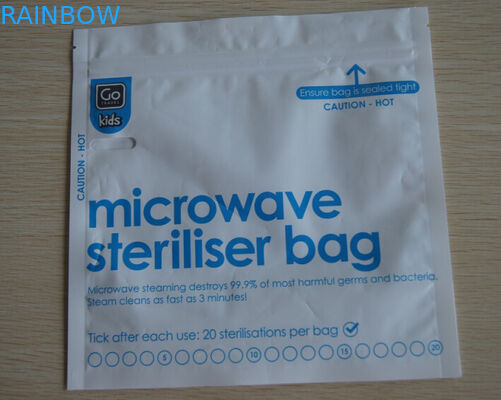 RAINBOW
Go
TRAVEL
kids
Ensure bag is sealed tight
CAUTION - HOT
CAUTION - HOT
microwave
steriliser bag
Microwave steaming destroys 99.9% of most harmful germs and bacteria.
Steam cleans as fast as 3 minutes!
Tick after each use: 20 sterilisations per bag
5 10 15 20